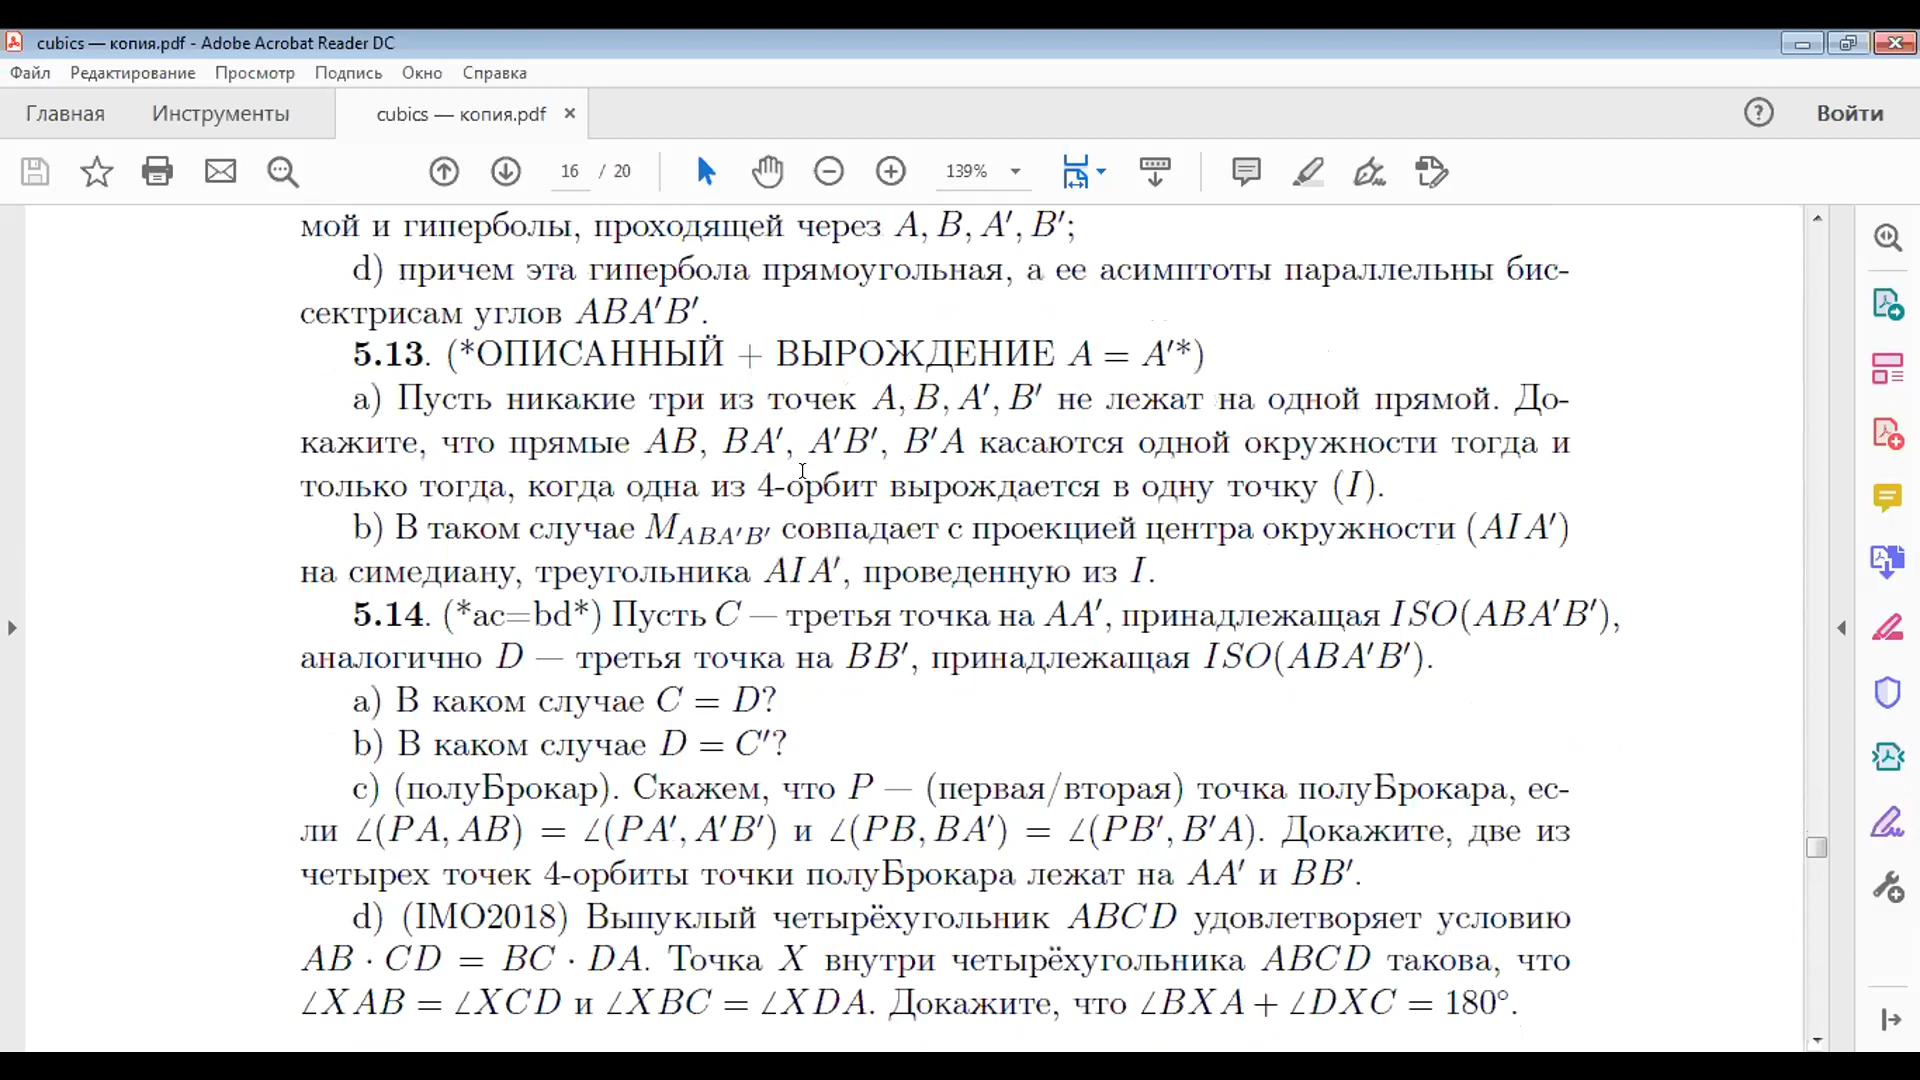 cubics — копия.pdf - Adobe Acrobat Reader DC
Файл Редактирование Просмотр Подпись Окно Справка
Главная Инструменты cubics — копия.pdf × ? Войти
16 / 20 139%
мой и гиперболы, проходящей через A, B, A′, B′;
d) причем эта гипербола прямоугольная, а ее асимптоты параллельны бис-
сектрисам углов ABA′B′.
5.13. (*ОПИСАННЫЙ + ВЫРОЖДЕНИЕ A = A′*)
a) Пусть никакие три из точек A, B, A′, B′ не лежат на одной прямой. До-
кажите, что прямые AB, BA′, A′B′, B′A касаются одной окружности тогда и
только тогда, когда одна из 4-орбит вырождается в одну точку (I).
b) В таком случае M_{ABA′B′} совпадает с проекцией центра окружности (AIA′)
на симедиану, треугольника AIA′, проведенную из I.
5.14. (*ac=bd*) Пусть C — третья точка на AA′, принадлежащая ISO(ABA′B′),
аналогично D — третья точка на BB′, принадлежащая ISO(ABA′B′).
a) В каком случае C = D?
b) В каком случае D = C′?
c) (полуБрокар). Скажем, что P — (первая/вторая) точка полуБрокара, ес-
ли ∠(PA, AB) = ∠(PA′, A′B′) и ∠(PB, BA′) = ∠(PB′, B′A). Докажите, две из
четырех точек 4-орбиты точки полуБрокара лежат на AA′ и BB′.
d) (IMO2018) Выпуклый четырёхугольник ABCD удовлетворяет условию
AB · CD = BC · DA. Точка X внутри четырёхугольника ABCD такова, что
∠XAB = ∠XCD и ∠XBC = ∠XDA. Докажите, что ∠BXA + ∠DXC = 180°.